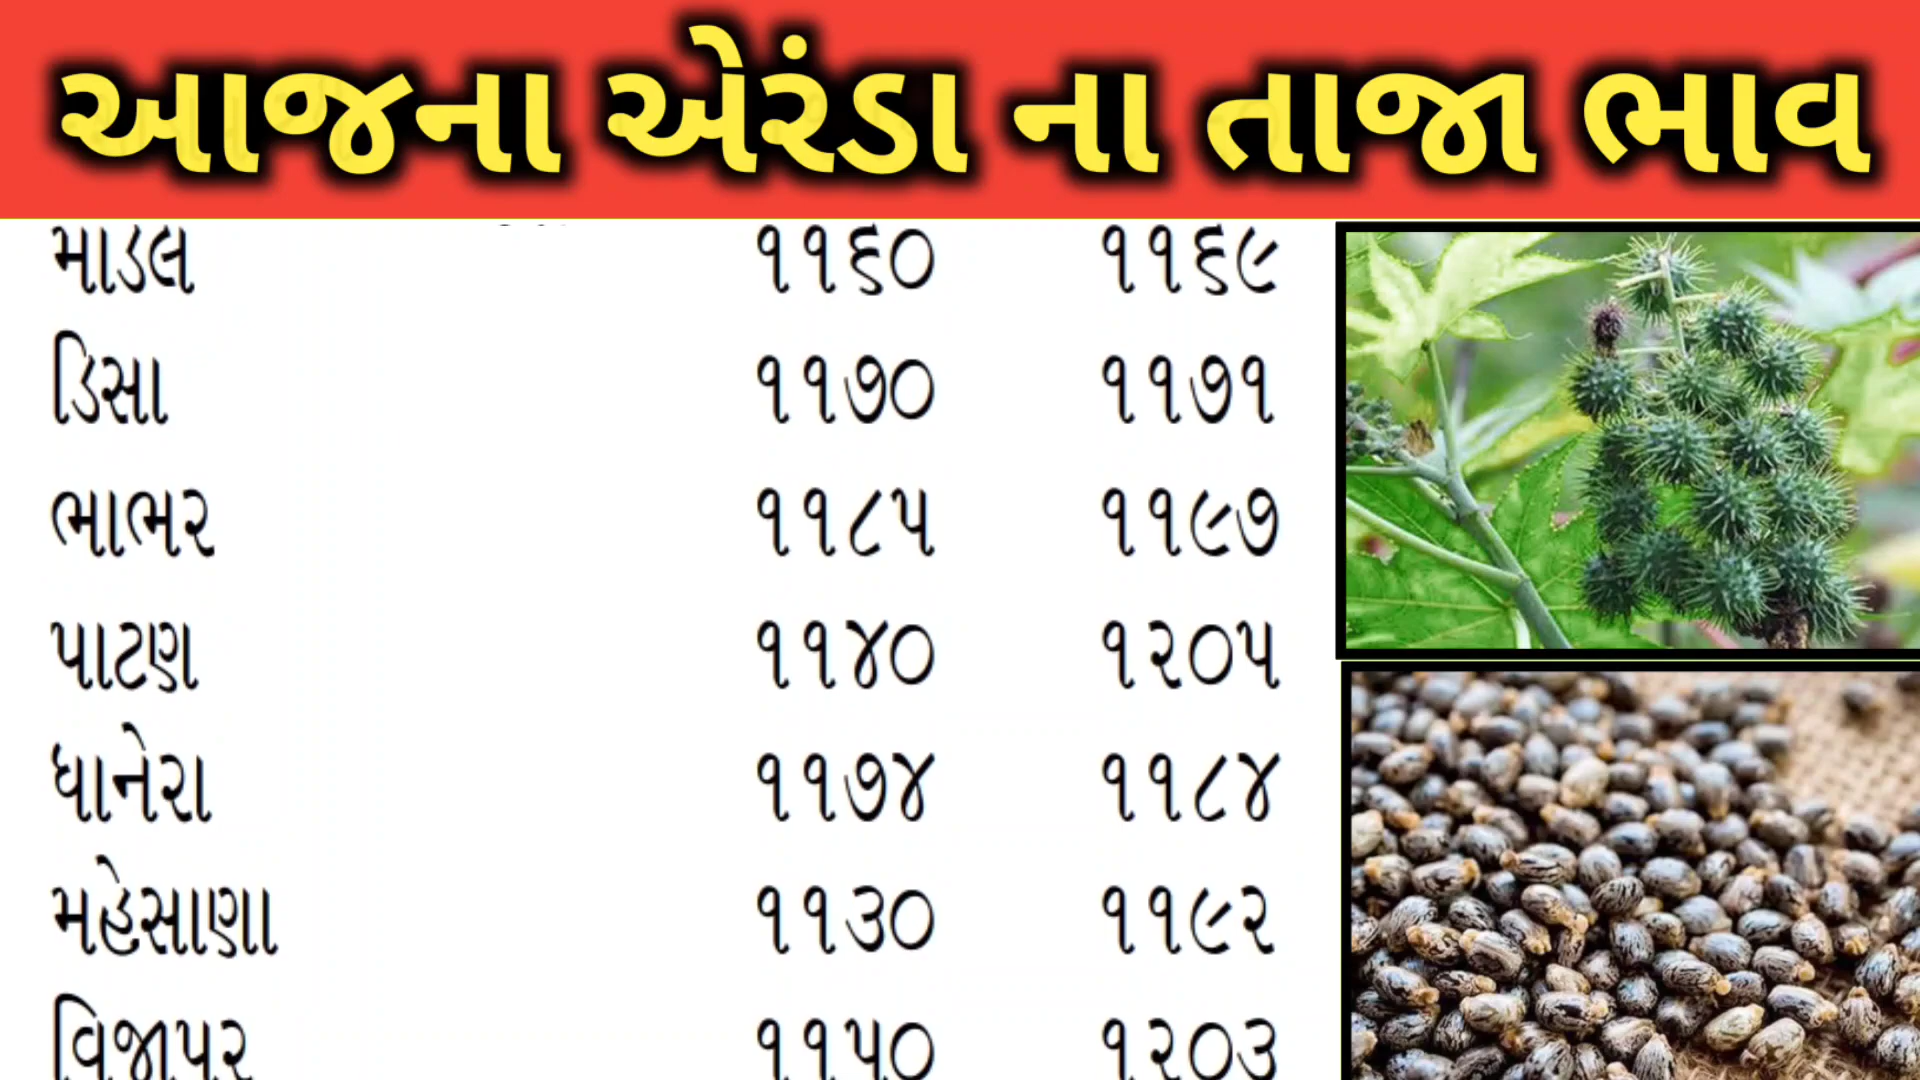 આજના એરંડા ના તાજા ભાવ
માંડલ ૧૧૬૦ ૧૧૬૯
ડિસા ૧૧૭૦ ૧૧૭૧
ભાભર ૧૧૮૫ ૧૧૯૭
પાટણ ૧૧૪૦ ૧૨૦૫
ધાનેરા ૧૧૭૪ ૧૧૮૪
મહેસાણા ૧૧૩૦ ૧૧૯૨
વિજાપુર ૧૧૫૦ ૧૨૦૩